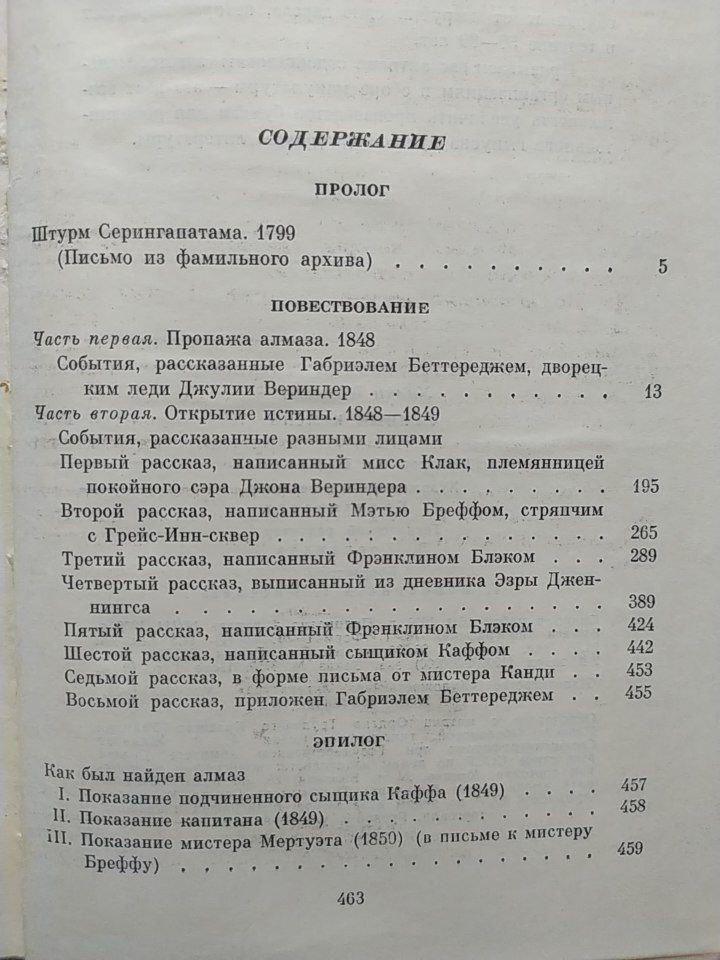 СОДЕРЖАНИЕ
ПРОЛОГ
Штурм Серингапатама. 1799
(Письмо из фамильного архива) . . . . . . . . . . 5
ПОВЕСТВОВАНИЕ
Часть первая. Пропажа алмаза. 1848
События, рассказанные Габриэлем Беттереджем, дворец-
ким леди Джулии Вериндер . . . . . . . . . . 13
Часть вторая. Открытие истины. 1848—1849
События, рассказанные разными лицами
Первый рассказ, написанный мисс Клак, племянницей
покойного сэра Джона Вериндера . . . . . . . . 195
Второй рассказ, написанный Мэтью Бреффом, стряпчим
с Грейс-Инн-сквер . . . . . . . . . . . . . . 265
Третий рассказ, написанный Фрэнклином Блэком . . . 289
Четвертый рассказ, выписанный из дневника Эзры Джен-
нингса . . . . . . . . . . . . . . . . . . . 389
Пятый рассказ, написанный Фрэнклином Блэком . . . 424
Шестой рассказ, написанный сыщиком Каффом . . . . 442
Седьмой рассказ, в форме письма от мистера Канди . . 453
Восьмой рассказ, приложен Габриэлем Беттереджем . . 455
ЭПИЛОГ
Как был найден алмаз
I. Показание подчиненного сыщика Каффа (1849) . . . . 457
II. Показание капитана (1849) . . . . . . . . . . . . 458
III. Показание мистера Мертуэта (1850) (в письме к мистеру
Бреффу) . . . . . . . . . . . . . . . . . . 459
463